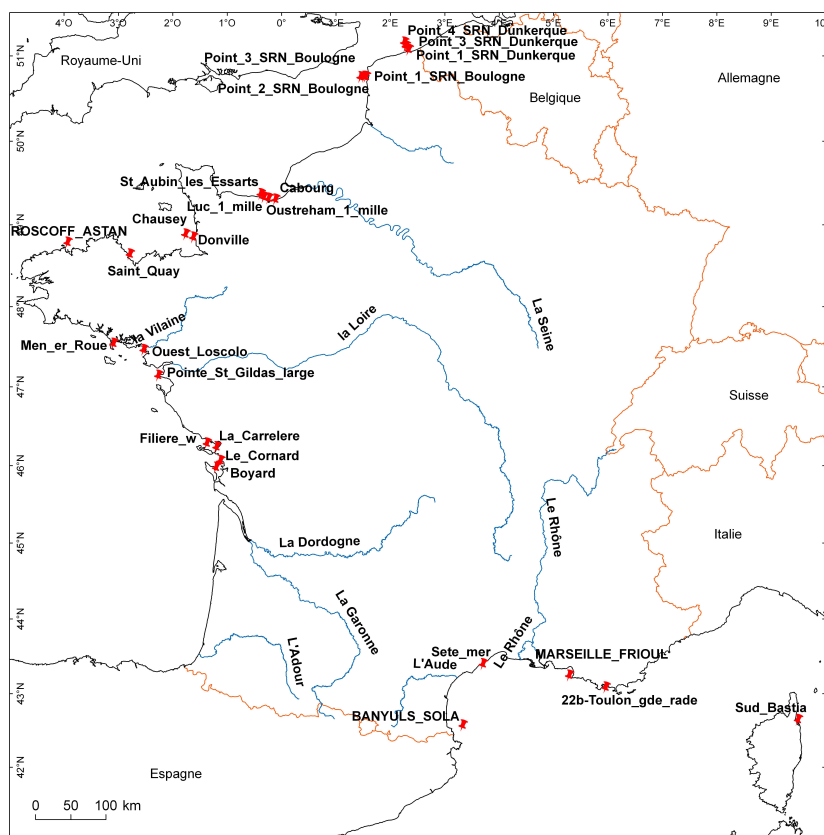 3°0' 2°0' 1°0' 0°' 1°E 2°E 3°E 4°E 5°E 6°E 7°E 8°E 9°E 10
Point_4_SRN_Dunkerque
Point_3_SRN_Dunkerque
Point_1_SRN_Dunkerque
51°N
Royaume-Uni
Point_3_SRN_Boulogne
Point_1_SRN_Boulogne
Allemagne
Point_2_SRN_Boulogne
Belgique
50°N
St_Aubin_les_Essarts
Cabourg
Luc_1_mille
Oustreham_1_mille
Chausey
ROSCOFF_ASTAN
Donville
Saint_Quay
48°N
la Vilaine
la Loire
La Seine
Men_er_Roue
Ouest_Loscolo
Pointe_St_Gildas_large
47°N
Suisse
Filiere_w
La_Carrelere
Le_Cornard
46°N
Boyard
Le Rhône
Italie
La Dordogne
45°N
44°N
La Garonne
L'Adour
Sete_mer
Le Rhône
MARSEILLE_FRIOUL
L'Aude
43°N
22b-Toulon_gde_rade
BANYULS_SOLA
Sud_Bastia
42°N
Espagne
0 50 100 km